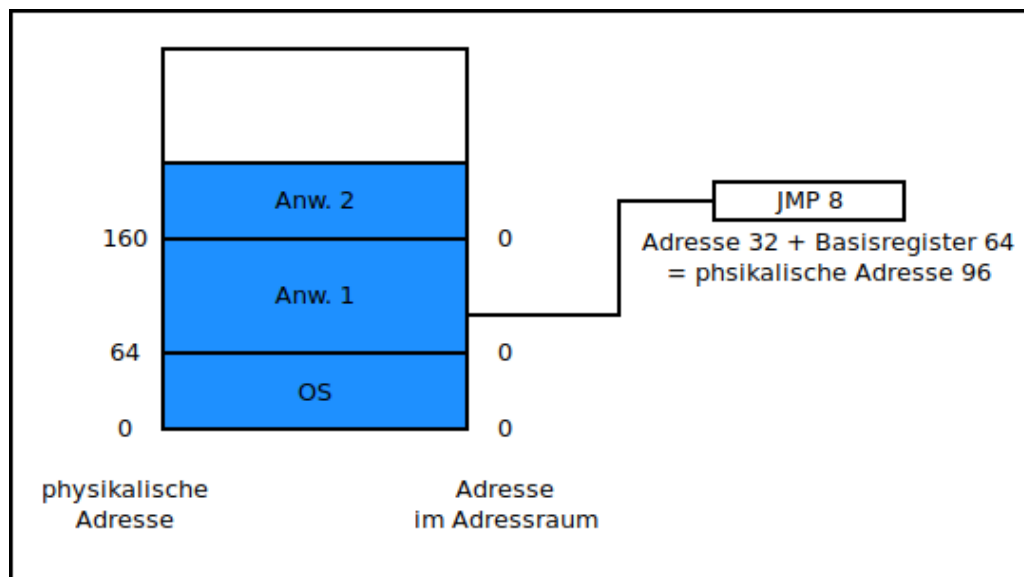 Anw. 2
JMP 8
160
0
Adresse 32 + Basisregister 64
= phsikalische Adresse 96
Anw. 1
64
0
OS
0
0
physikalische
Adresse
Adresse
im Adressraum